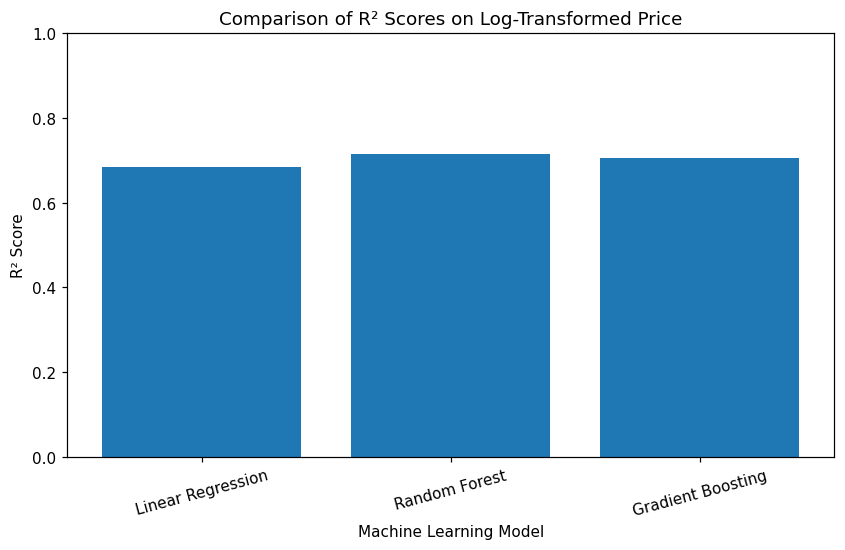 Comparison of R² Scores on Log-Transformed Price
R² Score
1.0
0.8
0.6
0.4
0.2
0.0
Linear Regression
Random Forest
Gradient Boosting
Machine Learning Model